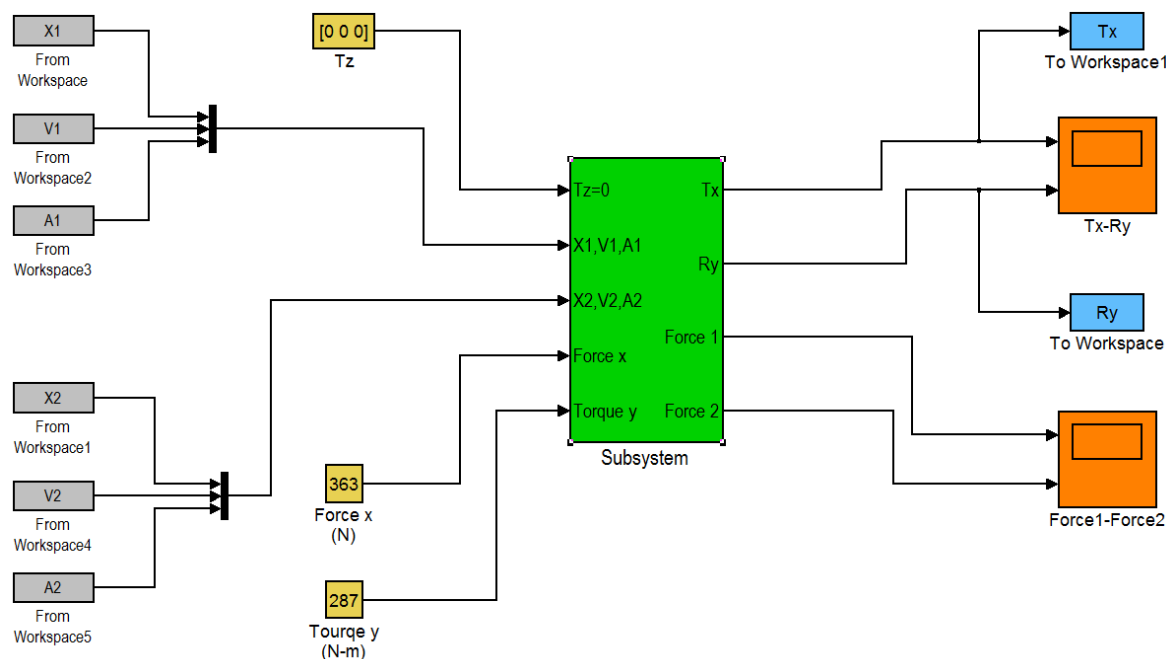 X1
From
Workspace
V1
From
Workspace2
A1
From
Workspace3
X2
From
Workspace1
V2
From
Workspace4
A2
From
Workspace5
[0 0 0]
Tz
363
Force x
(N)
287
Tourqe y
(N-m)
Tz=0
X1,V1,A1
X2,V2,A2
Force x
Torque y
Tx
Ry
Force 1
Force 2
Subsystem
Tx
To Workspace1
Tx-Ry
Ry
To Workspace
Force1-Force2